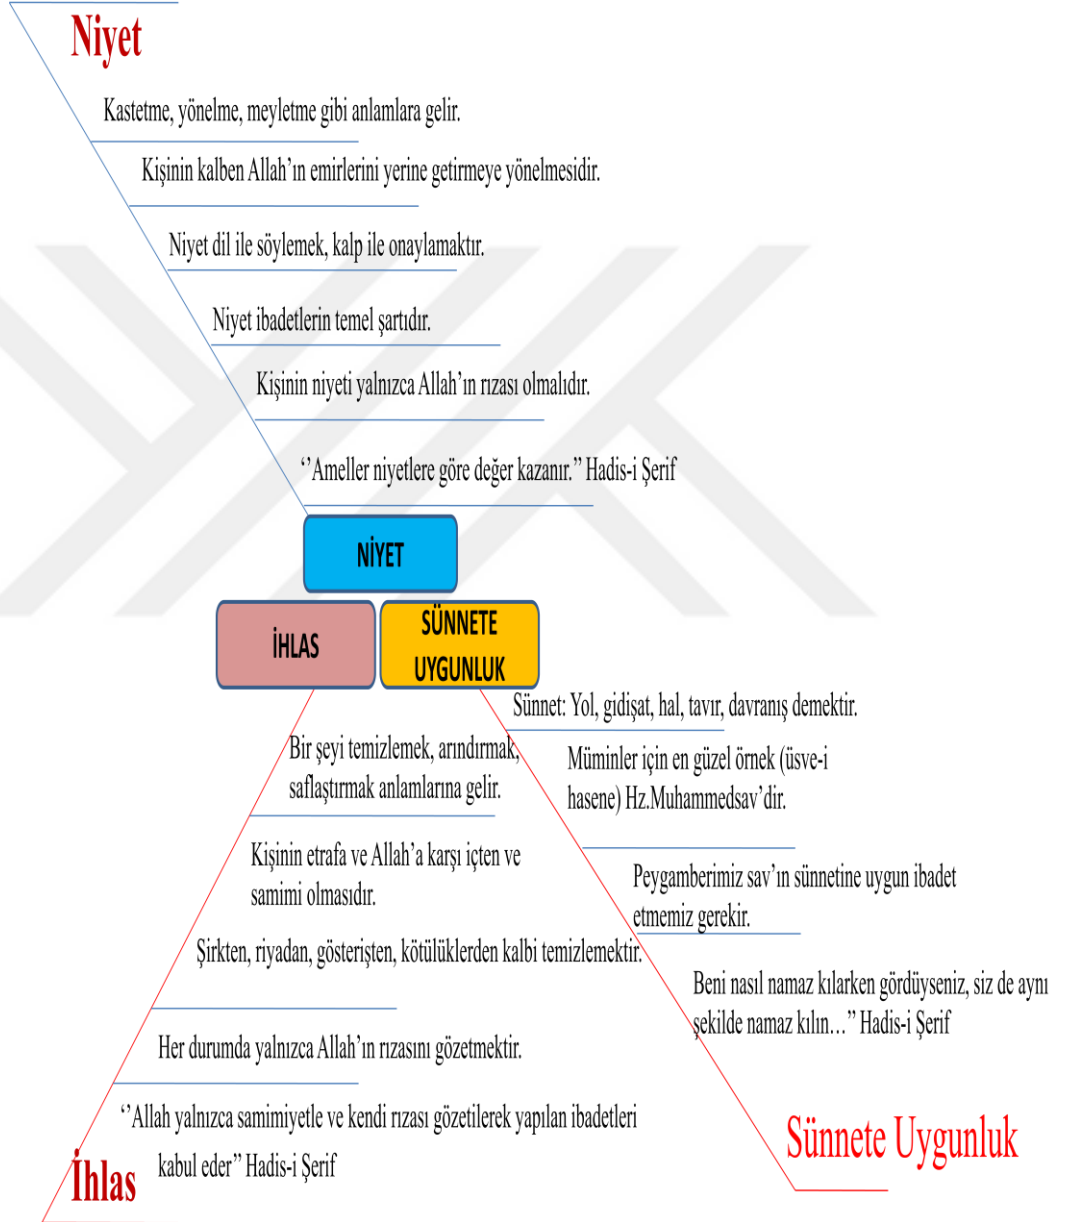 Niyet
Kastetme, yönelme, meyletme gibi anlamlara gelir.
Kişinin kalben Allah’ın emirlerini yerine getirmeye yönelmesidir.
Niyet dil ile söylemek, kalp ile onaylamaktır.
Niyet ibadetlerin temel şartıdır.
Kişinin niyeti yalnızca Allah’ın rızası olmalıdır.
‘’Ameller niyetlere göre değer kazanır.’’ Hadis-i Şerif
NİYET
İHLAS
SÜNNETE
UYGUNLUK
Sünnet: Yol, gidişat, hal, tavır, davranış demektir.
Müminler için en güzel örnek (üsve-i
hasene) Hz.Muhammedsav’dir.
Peygamberimiz sav’ın sünnetine uygun ibadet
etmemiz gerekir.
Beni nasıl namaz kılarken gördüyseniz, siz de aynı
şekilde namaz kılın…’’ Hadis-i Şerif
Sünnete Uygunluk
Bir şeyi temizlemek, arındırmak,
saflaştırmak anlamlarına gelir.
Kişinin etrafa ve Allah’a karşı içten ve
samimi olmasıdır.
Şirkten, riyadan, gösterişten, kötülüklerden kalbi temizlemektir.
Her durumda yalnızca Allah’ın rızasını gözetmektir.
‘’Allah yalnızca samimiyetle ve kendi rızası gözetilerek yapılan ibadetleri
kabul eder’’ Hadis-i Şerif
İhlas